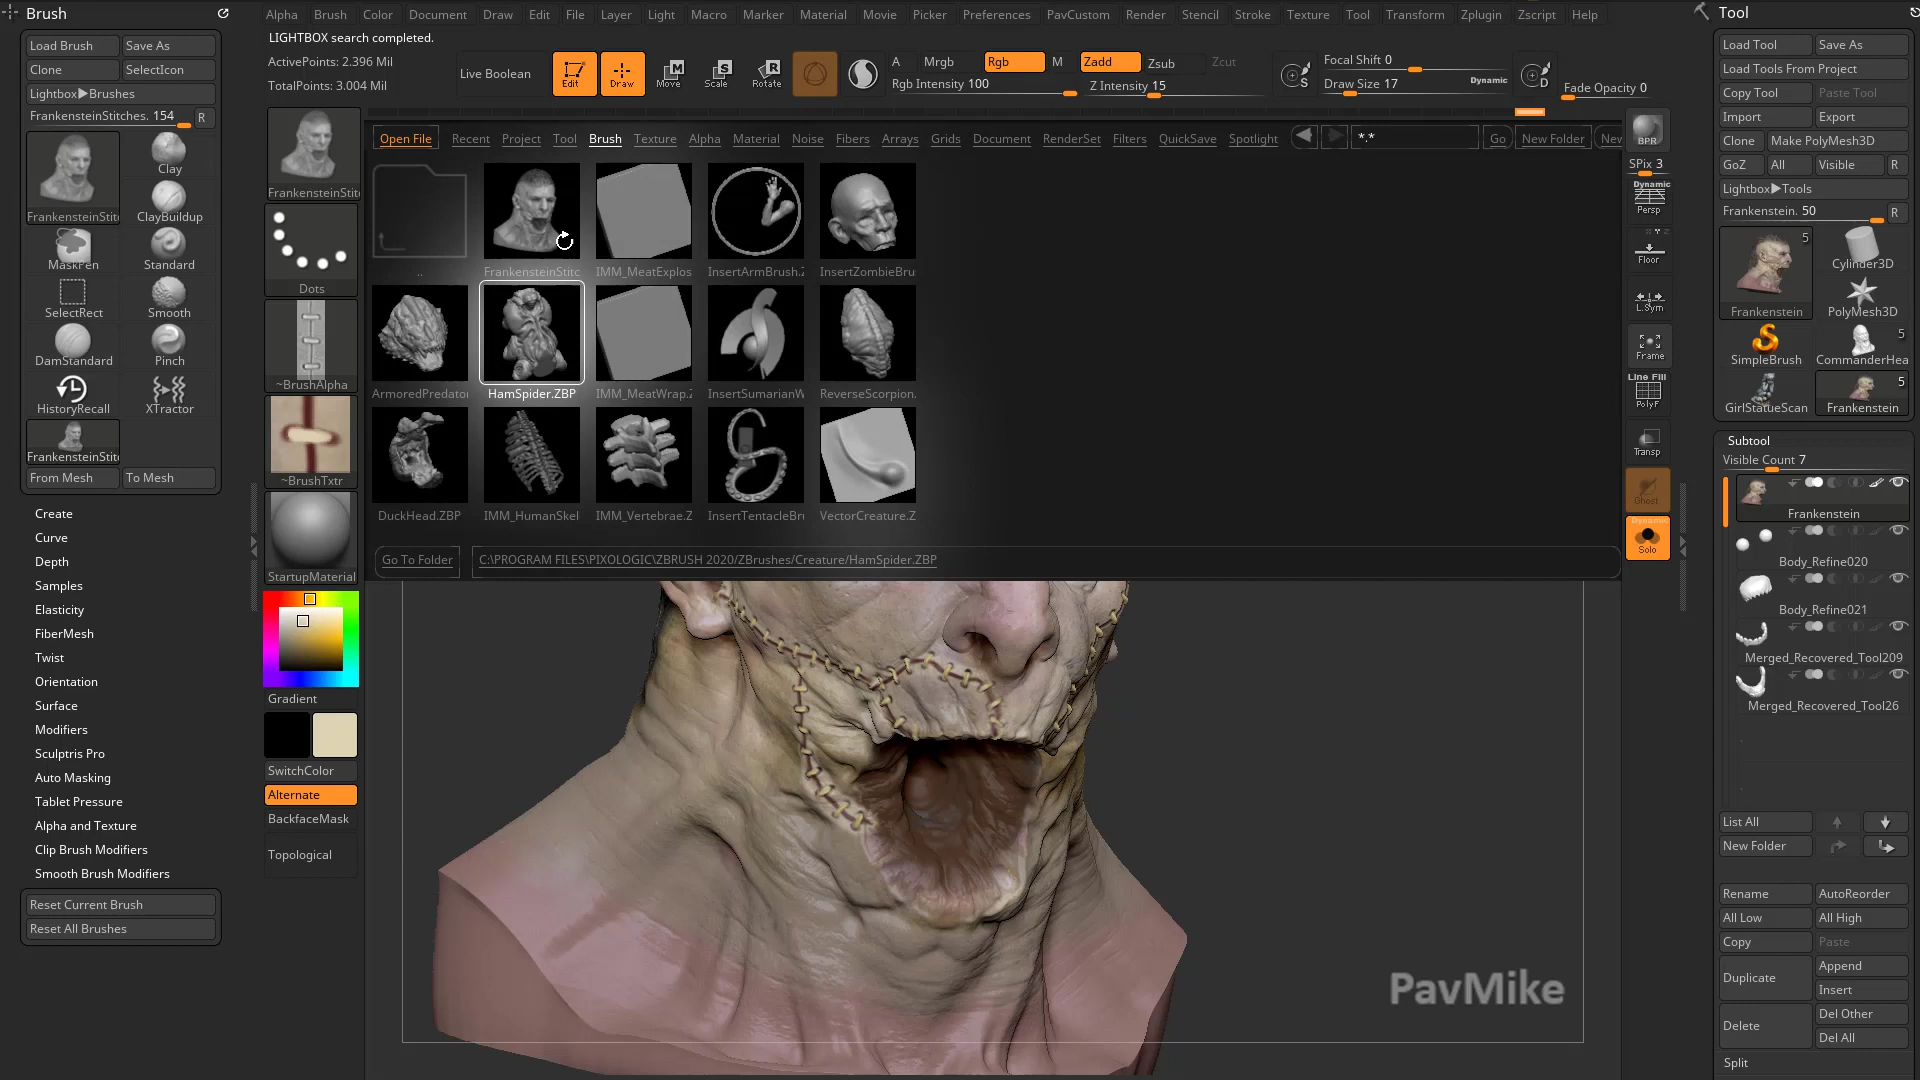 Brush
Load Brush
Save As
Clone
SelectIcon
Lightbox▶Brushes
FrankensteinStitches. 154
R
FrankensteinStit
Clay
ClayBuildup
MaskPen
Standard
SelectRect
Smooth
DamStandard
Pinch
HistoryRecall
XTractor
FrankensteinStit
From Mesh
To Mesh
Create
Curve
Depth
Samples
Elasticity
FiberMesh
Twist
Orientation
Surface
Modifiers
Sculptris Pro
Auto Masking
Tablet Pressure
Alpha and Texture
Clip Brush Modifiers
Smooth Brush Modifiers
Reset Current Brush
Reset All Brushes
Alpha Brush Color Document Draw Edit File Layer Light Macro Marker Material Movie Picker Preferences PavCustom Render Stencil Stroke Texture Tool Transform Zplugin Zscript Help
LIGHTBOX search completed.
ActivePoints: 2.396 Mil
TotalPoints: 3.004 Mil
Live Boolean
Edit
Draw
Move
Scale
Rotate
A
Mrgb
Rgb
M
Zadd
Zsub
Zcut
Rgb Intensity 100
Z Intensity 15
S
Focal Shift 0
Draw Size 17
Dynamic
D
Fade Opacity 0
FrankensteinStit
Dots
~BrushAlpha
~BrushTxtr
StartupMaterial
Gradient
SwitchColor
Alternate
BackfaceMask
Topological
Open File Recent Project Tool Brush Texture Alpha Material Noise Fibers Arrays Grids Document RenderSet Filters QuickSave Spotlight
*.*
Go
New Folder
New
..
FrankensteinStitc
IMM_MeatExplos
InsertArmBrush.Z
InsertZombieBru
ArmoredPredator
HamSpider.ZBP
IMM_MeatWrap.Z
InsertSumarianW
ReverseScorpion.
DuckHead.ZBP
IMM_HumanSkel
IMM_Vertebrae.Z
InsertTentacleBru
VectorCreature.Z
Go To Folder
C:\PROGRAM FILES\PIXOLOGIC\ZBRUSH 2020/ZBrushes/Creature/HamSpider.ZBP
PavMike
BPR
SPix 3
Dynamic
Persp
Floor
L.Sym
Frame
Line Fill
PolyF
Transp
Ghost
Dynamic
Solo
Tool
Load Tool
Save As
Load Tools From Project
Copy Tool
Paste Tool
Import
Export
Clone
Make PolyMesh3D
GoZ
All
Visible
R
Lightbox▶Tools
Frankenstein. 50
R
5
Frankenstein
Cylinder3D
PolyMesh3D
SimpleBrush
5
CommanderHea
GirlStatueScan
5
Frankenstein
Subtool
Visible Count 7
Frankenstein
Body_Refine020
Body_Refine021
Merged_Recovered_Tool209
Merged_Recovered_Tool26
List All
New Folder
Rename
AutoReorder
All Low
All High
Copy
Paste
Duplicate
Append
Insert
Delete
Del Other
Del All
Split